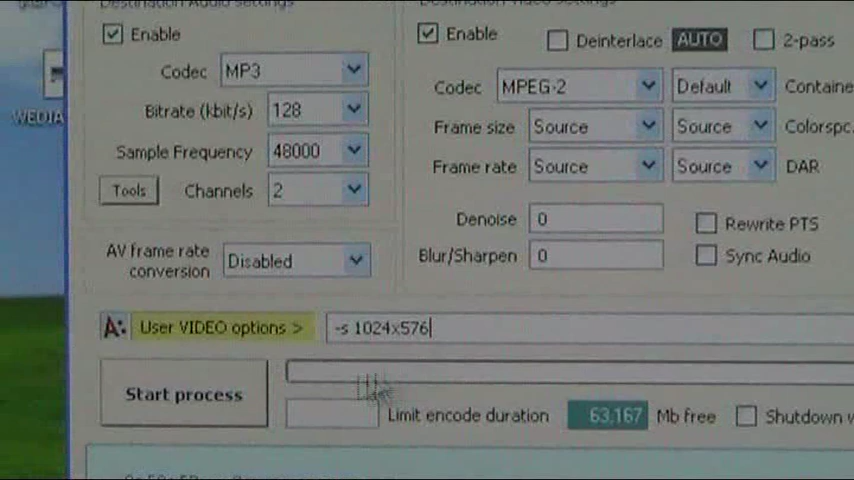 Destination Audio settings
Destination Video settings
Enable
Enable
Deinterlace
AUTO
2-pass
Codec
MP3
Codec
MPEG-2
Default
Containe
WEDIA
Bitrate (kbit/s)
128
Frame size
Source
Source
Colorspc.
Sample Frequency
48000
Frame rate
Source
Source
DAR
Tools
Channels
2
Denoise
0
Rewrite PTS
AV frame rate
conversion
Disabled
Blur/Sharpen
0
Sync Audio
A:
User VIDEO options >
-s 1024x576
Start process
Limit encode duration
63,167
Mb free
Shutdown w